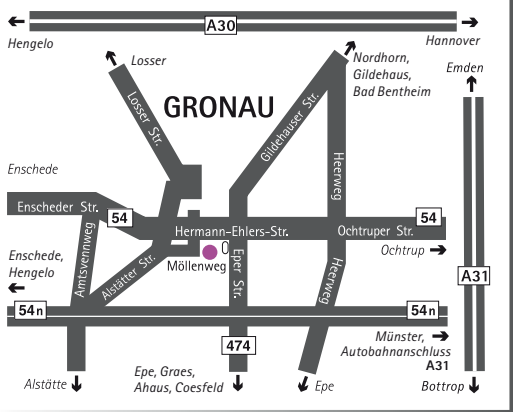 A30
Hengelo
Hannover
Losser
Nordhorn,
Gildehaus,
Bad Bentheim
Emden
GRONAU
Losser Str.
Gildehauser Str.
Heerweg
Enschede
Enscheder Str.
54
Hermann-Ehlers-Str.
Ochtruper Str.
54
Ochtrup
Enschede,
Hengelo
Amtsvennweg
Alstätter Str.
Möllenweg
0
Eper Str.
Heerweg
A31
54n
54n
474
Münster,
Autobahnanschluss
A31
Alstätte
Epe, Graes,
Ahaus, Coesfeld
Epe
Bottrop